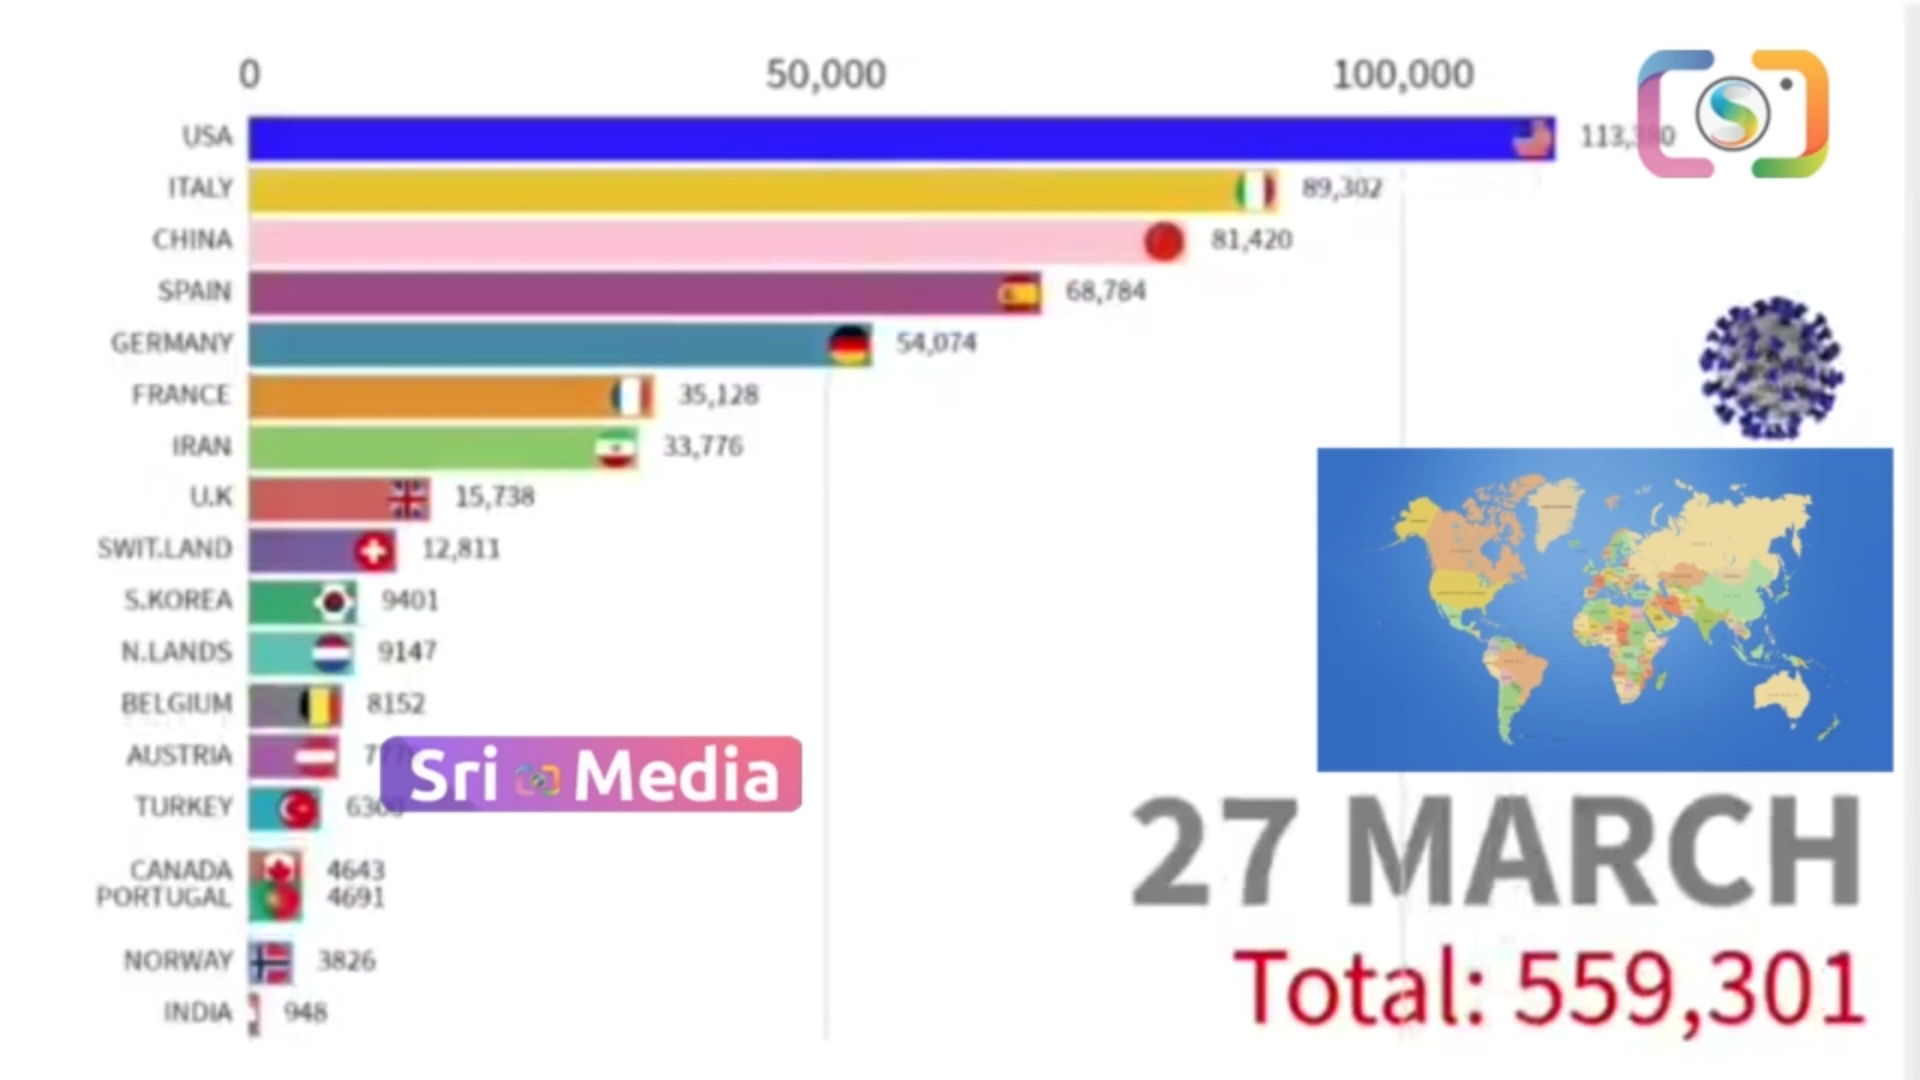 0 50,000 100,000
USA
ITALY 89,302
CHINA 81,420
SPAIN 68,784
GERMANY 54,074
FRANCE 35,128
IRAN 33,776
U.K 15,738
SWIT.LAND 12,811
S.KOREA 9401
N.LANDS 9147
BELGIUM 8152
AUSTRIA
Sri Media
TURKEY
CANADA 4643
PORTUGAL 4691
NORWAY 3826
INDIA 948
27 MARCH
Total: 559,301